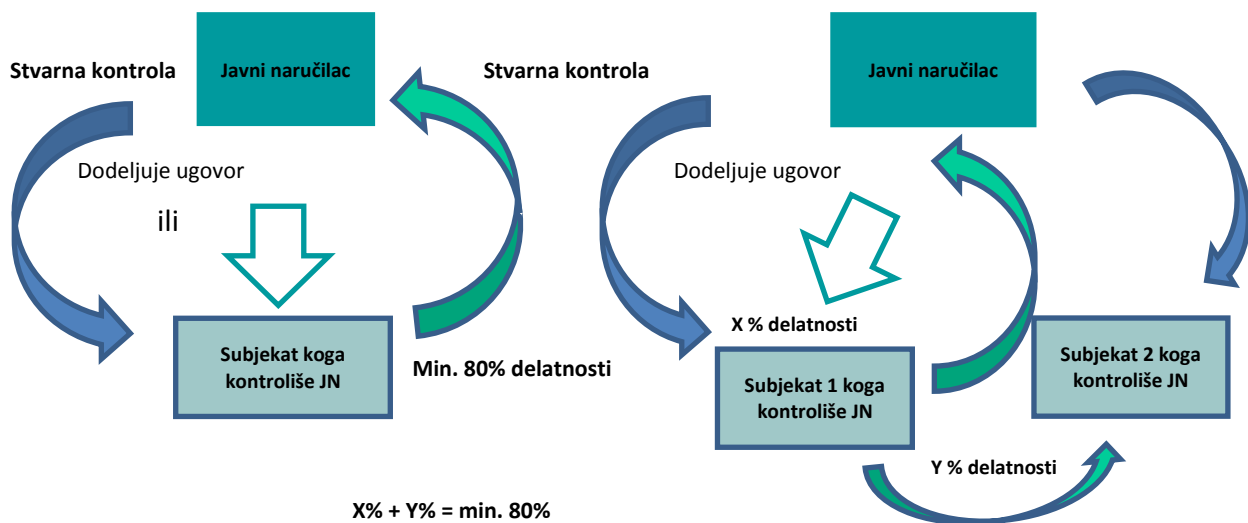 Stvarna kontrola
Javni naručilac
Dodeljuje ugovor
ili
Subjekat koga
kontroliše JN
Min. 80% delatnosti
Stvarna kontrola
Javni naručilac
Dodeljuje ugovor
X % delatnosti
Subjekat 1 koga
kontroliše JN
Subjekat 2 koga
kontroliše JN
Y % delatnosti
X% + Y% = min. 80%